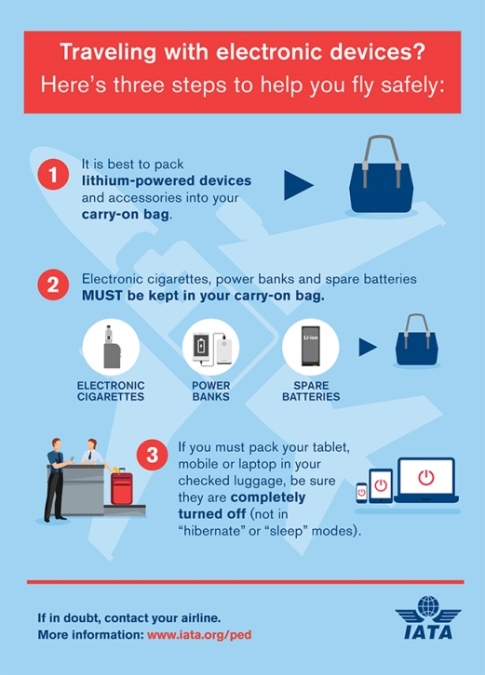 Traveling with electronic devices?
Here's three steps to help you fly safely:
1
It is best to pack
lithium-powered devices
and accessories into your
carry-on bag.
2
Electronic cigarettes, power banks and spare batteries
MUST be kept in your carry-on bag.
Li-ion
ELECTRONIC
CIGARETTES
POWER
BANKS
SPARE
BATTERIES
3
If you must pack your tablet,
mobile or laptop in your
checked luggage, be sure
they are completely
turned off (not in
"hibernate" or "sleep" modes).
If in doubt, contact your airline.
More information: www.iata.org/ped
IATA